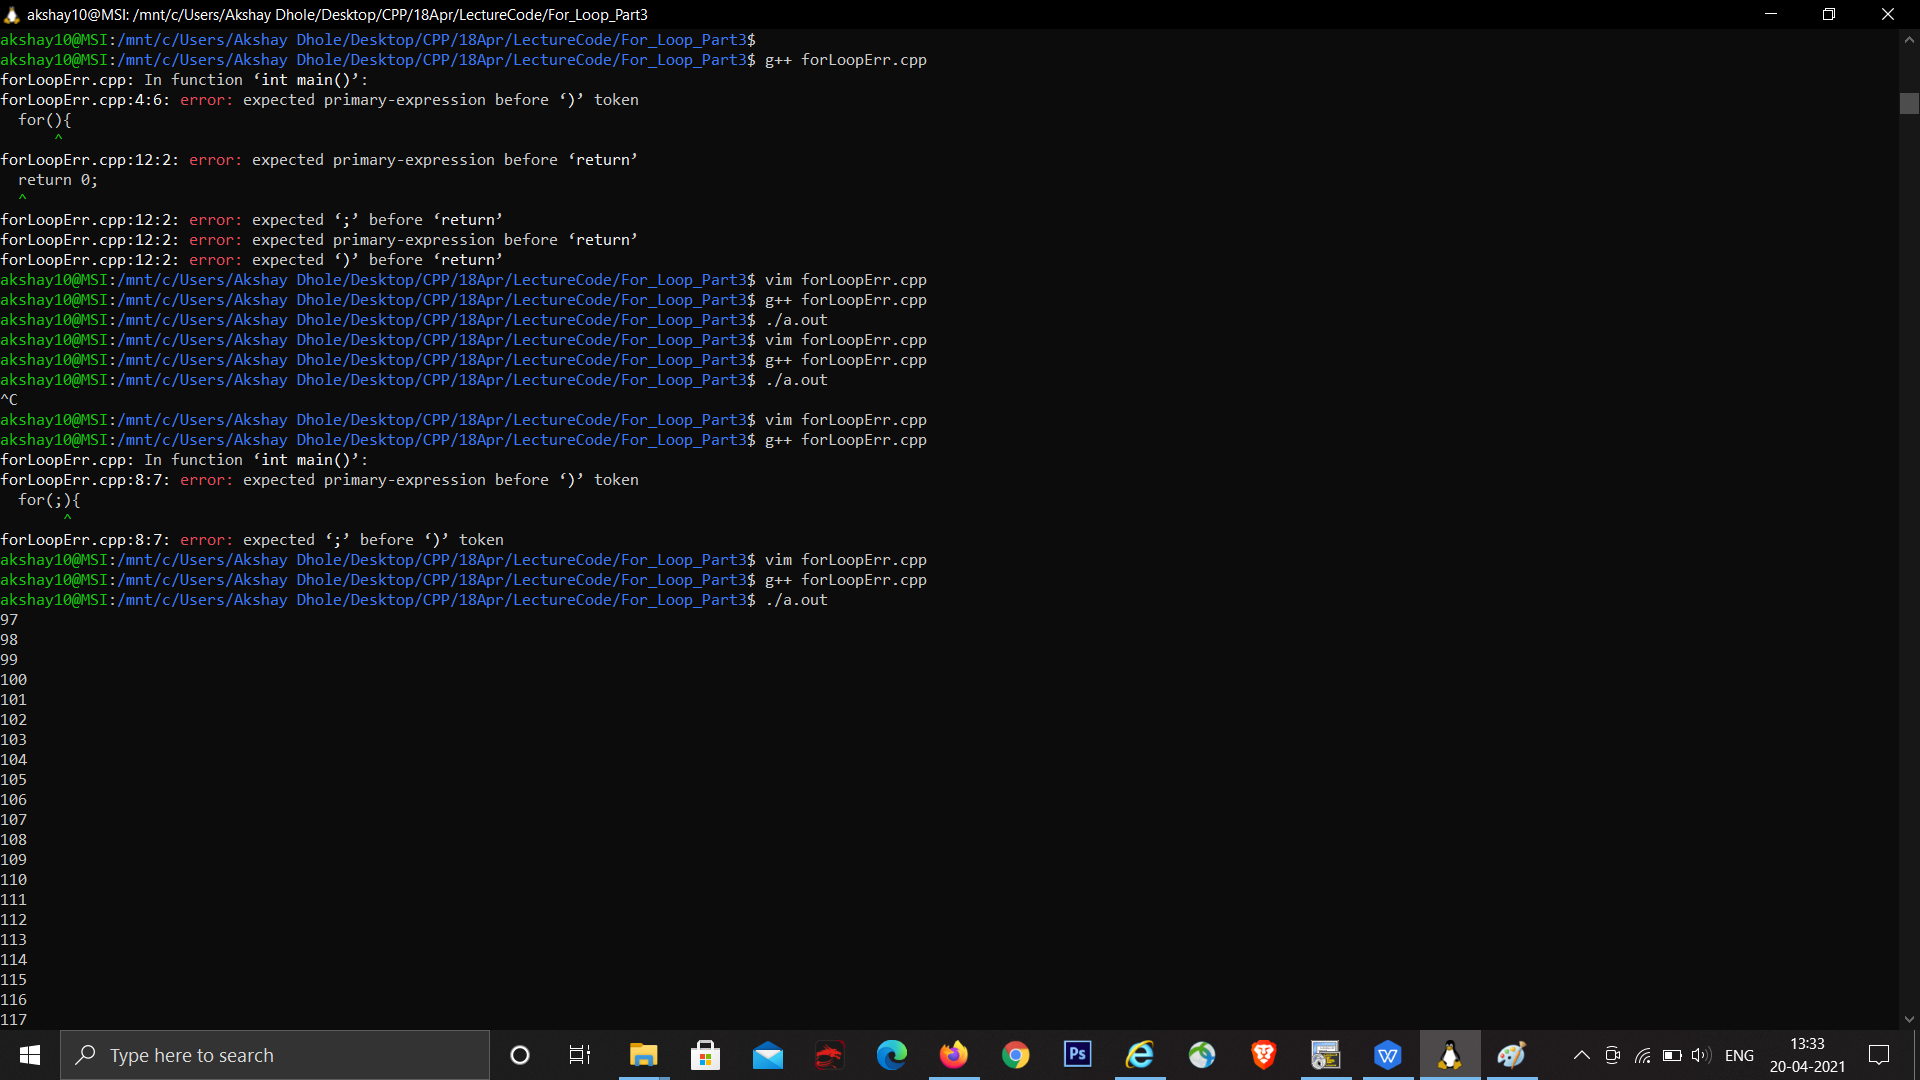 akshay10@MSI: /mnt/c/Users/Akshay Dhole/Desktop/CPP/18Apr/LectureCode/For_Loop_Part3
akshay10@MSI:/mnt/c/Users/Akshay Dhole/Desktop/CPP/18Apr/LectureCode/For_Loop_Part3$
akshay10@MSI:/mnt/c/Users/Akshay Dhole/Desktop/CPP/18Apr/LectureCode/For_Loop_Part3$ g++ forLoopErr.cpp
forLoopErr.cpp: In function ‘int main()’:
forLoopErr.cpp:4:6: error: expected primary-expression before ‘)’ token
  for(){
      ^
forLoopErr.cpp:12:2: error: expected primary-expression before ‘return’
  return 0;
  ^
forLoopErr.cpp:12:2: error: expected ‘;’ before ‘return’
forLoopErr.cpp:12:2: error: expected primary-expression before ‘return’
forLoopErr.cpp:12:2: error: expected ‘)’ before ‘return’
akshay10@MSI:/mnt/c/Users/Akshay Dhole/Desktop/CPP/18Apr/LectureCode/For_Loop_Part3$ vim forLoopErr.cpp
akshay10@MSI:/mnt/c/Users/Akshay Dhole/Desktop/CPP/18Apr/LectureCode/For_Loop_Part3$ g++ forLoopErr.cpp
akshay10@MSI:/mnt/c/Users/Akshay Dhole/Desktop/CPP/18Apr/LectureCode/For_Loop_Part3$ ./a.out
akshay10@MSI:/mnt/c/Users/Akshay Dhole/Desktop/CPP/18Apr/LectureCode/For_Loop_Part3$ vim forLoopErr.cpp
akshay10@MSI:/mnt/c/Users/Akshay Dhole/Desktop/CPP/18Apr/LectureCode/For_Loop_Part3$ g++ forLoopErr.cpp
akshay10@MSI:/mnt/c/Users/Akshay Dhole/Desktop/CPP/18Apr/LectureCode/For_Loop_Part3$ ./a.out
^C
akshay10@MSI:/mnt/c/Users/Akshay Dhole/Desktop/CPP/18Apr/LectureCode/For_Loop_Part3$ vim forLoopErr.cpp
akshay10@MSI:/mnt/c/Users/Akshay Dhole/Desktop/CPP/18Apr/LectureCode/For_Loop_Part3$ g++ forLoopErr.cpp
forLoopErr.cpp: In function ‘int main()’:
forLoopErr.cpp:8:7: error: expected primary-expression before ‘)’ token
  for(;){
       ^
forLoopErr.cpp:8:7: error: expected ‘;’ before ‘)’ token
akshay10@MSI:/mnt/c/Users/Akshay Dhole/Desktop/CPP/18Apr/LectureCode/For_Loop_Part3$ vim forLoopErr.cpp
akshay10@MSI:/mnt/c/Users/Akshay Dhole/Desktop/CPP/18Apr/LectureCode/For_Loop_Part3$ g++ forLoopErr.cpp
akshay10@MSI:/mnt/c/Users/Akshay Dhole/Desktop/CPP/18Apr/LectureCode/For_Loop_Part3$ ./a.out
97
98
99
100
101
102
103
104
105
106
107
108
109
110
111
112
113
114
115
116
117
Type here to search
Ps
W
ENG
13:33
20-04-2021